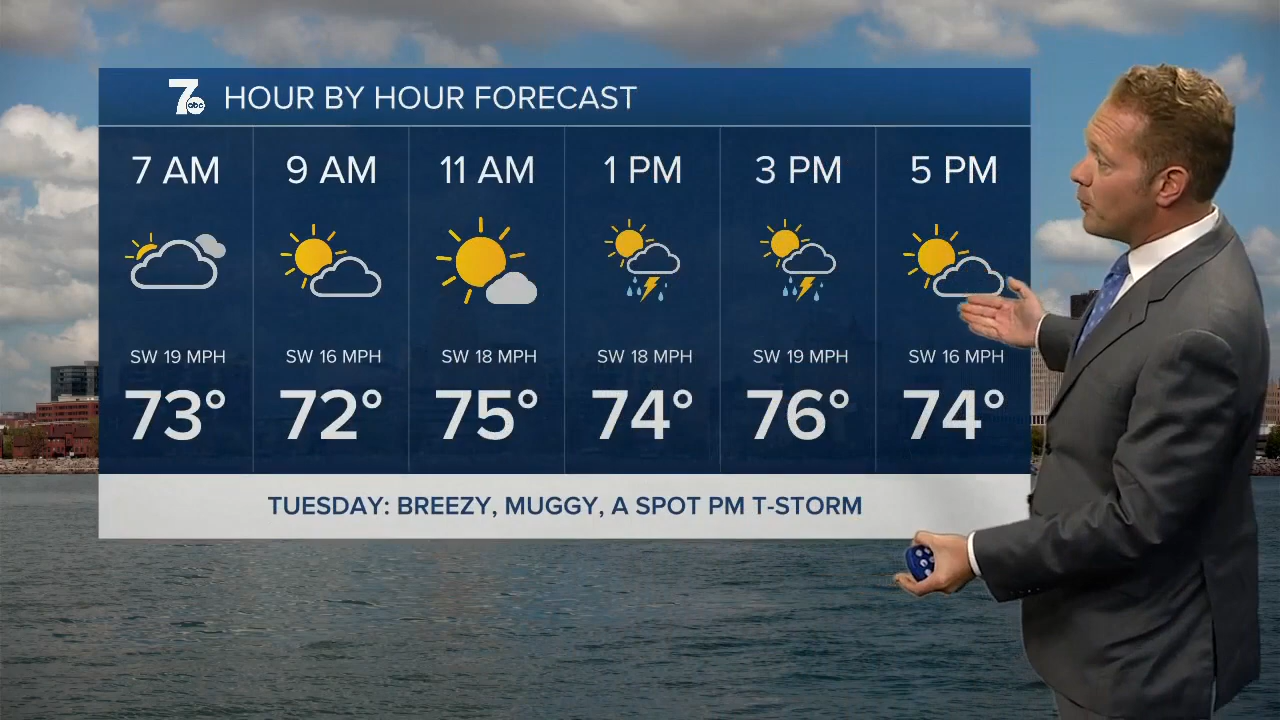 7 abc HOUR BY HOUR FORECAST
7 AM 9 AM 11 AM 1 PM 3 PM 5 PM
SW 19 MPH SW 16 MPH SW 18 MPH SW 18 MPH SW 19 MPH SW 16 MPH
73° 72° 75° 74° 76° 74°
TUESDAY: BREEZY, MUGGY, A SPOT PM T-STORM